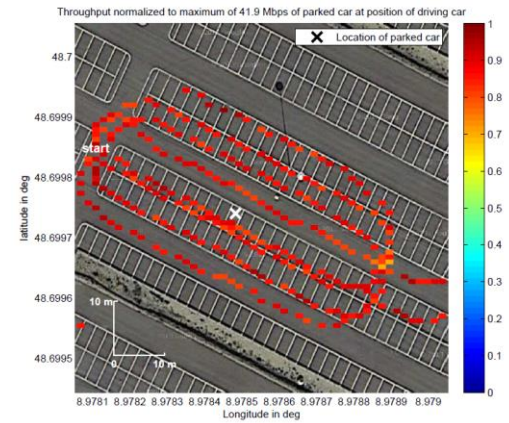 Throughput normalized to maximum of 41.9 Mbps of parked car at position of driving car
Location of parked car
start
10 m
0 10 m
latitude in deg
48.7
48.6999
48.6998
48.6997
48.6996
48.6995
8.9781 8.9782 8.9783 8.9784 8.9785 8.9786 8.9787 8.9788 8.9789 8.979
Longitude in deg
1
0.9
0.8
0.7
0.6
0.5
0.4
0.3
0.2
0.1
0